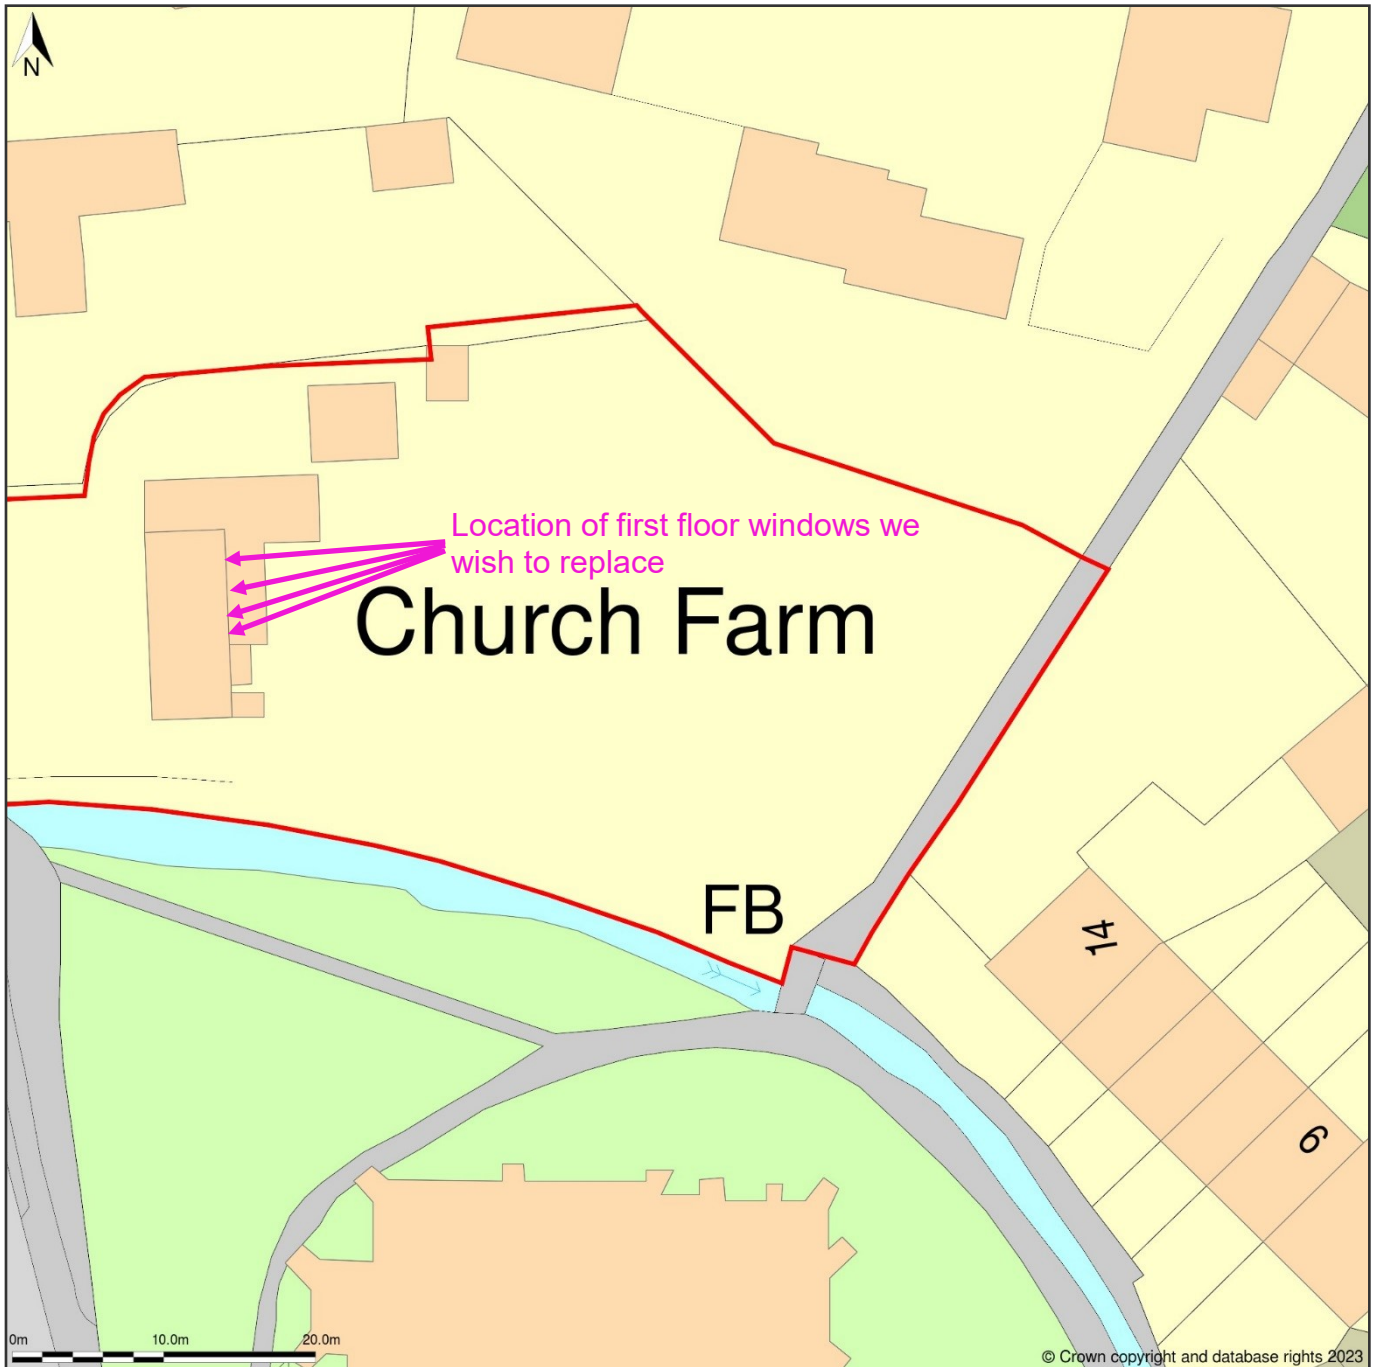 N
Location of first floor windows we
wish to replace
Church Farm
FB
14
6
0m 10.0m 20.0m
© Crown copyright and database rights 2023